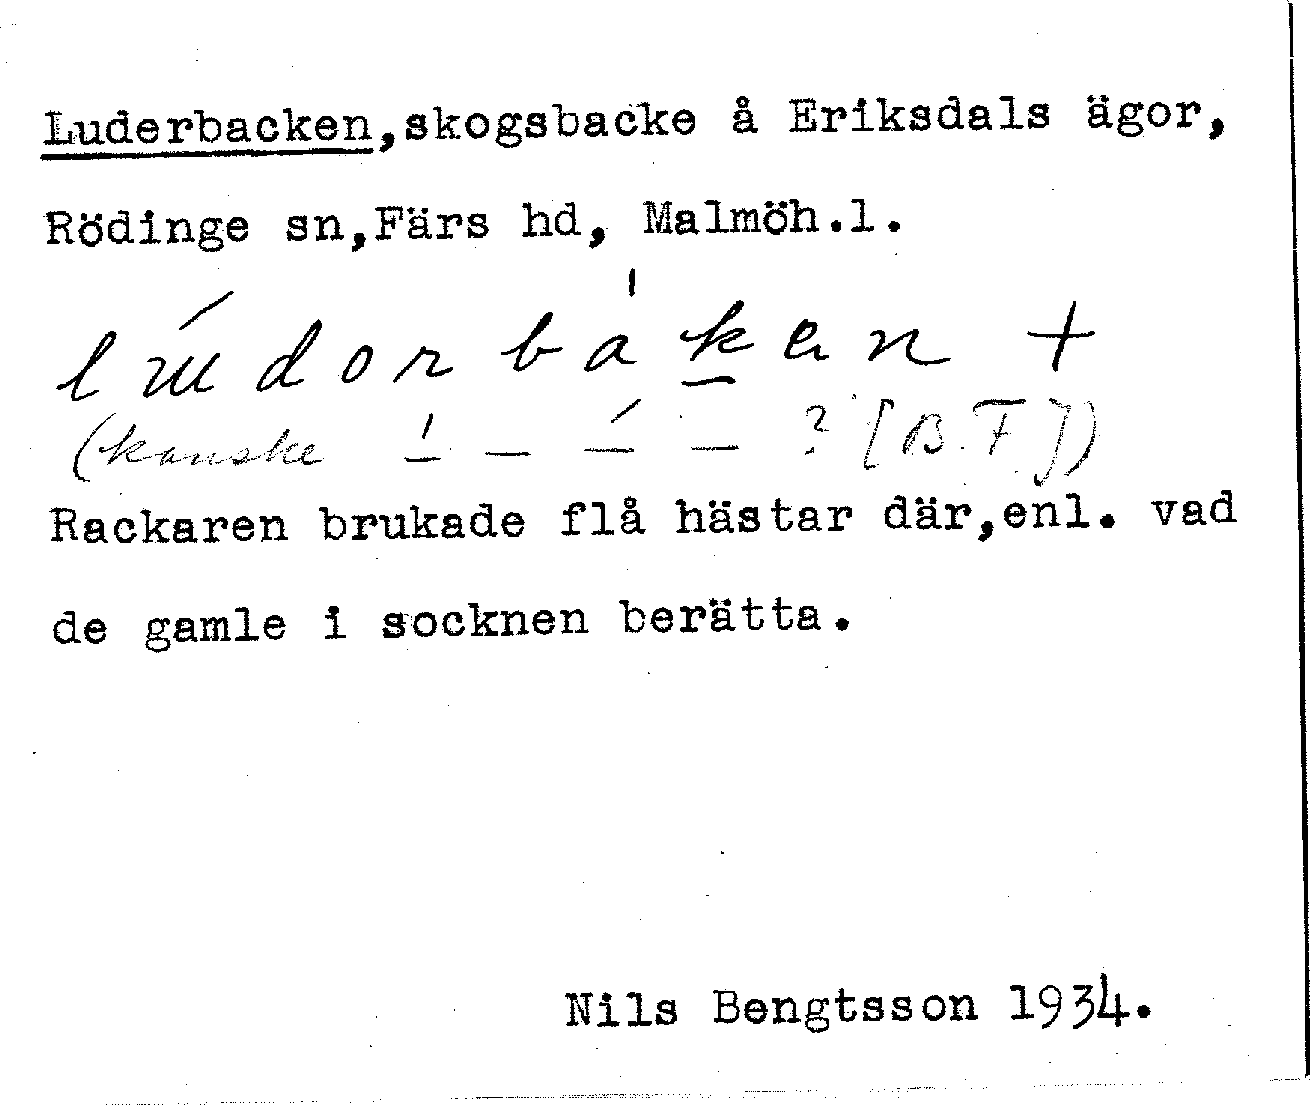 Luderbacken,skogsbacke å Eriksdals ägor,
Rödinge sn,Färs hd, Malmöh.l.
lúdorbakan +
(kanske — — — — ? [B.F.])
Rackaren brukade flå hästar där,enl. vad
de gamle i socknen berätta.
Nils Bengtsson 1934.